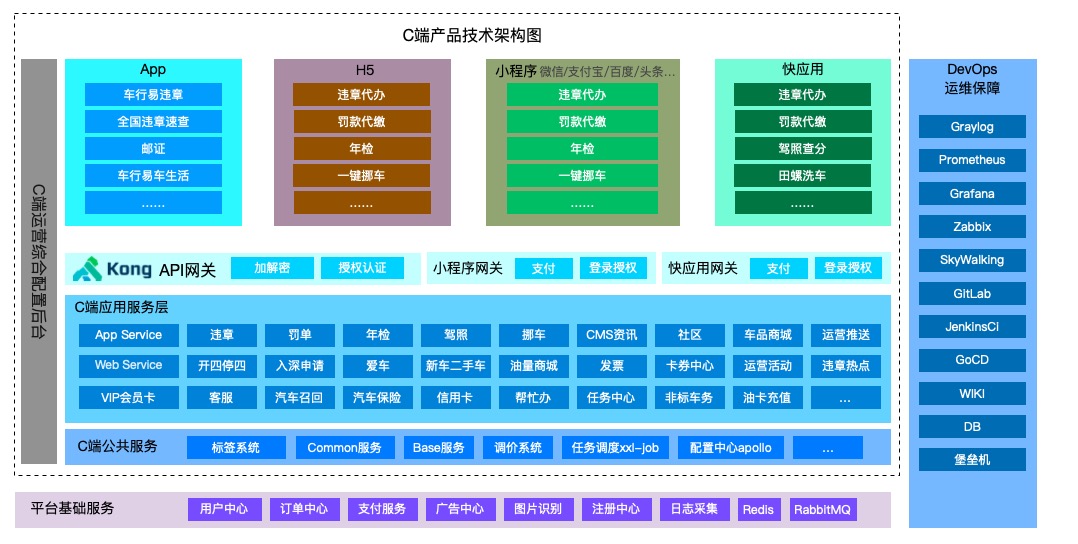 C端产品技术架构图
C端运营综合配置后台
App
车行易违章
全国违章速查
邮证
车行易车生活
......
H5
违章代办
罚款代缴
年检
一键挪车
......
小程序 微信/支付宝/百度/头条...
违章代办
罚款代缴
年检
一键挪车
......
快应用
违章代办
罚款代缴
驾照查分
田螺洗车
......
Kong API网关 加解密 授权认证
小程序网关 支付 登录授权
快应用网关 支付 登录授权
C端应用服务层
App Service 违章 罚单 年检 驾照 挪车 CMS资讯 社区 车品商城 运营推送
Web Service 开四停四 入深申请 爱车 新车二手车 油量商城 发票 卡券中心 运营活动 违章热点
VIP会员卡 客服 汽车召回 汽车保险 信用卡 帮忙办 任务中心 非标车务 油卡充值 ...
C端公共服务 标签系统 Common服务 Base服务 调价系统 任务调度xxl-job 配置中心apollo ...
平台基础服务 用户中心 订单中心 支付服务 广告中心 图片识别 注册中心 日志采集 Redis RabbitMQ
DevOps
运维保障
Graylog
Prometheus
Grafana
Zabbix
SkyWalking
GitLab
JenkinsCi
GoCD
WIKI
DB
堡垒机